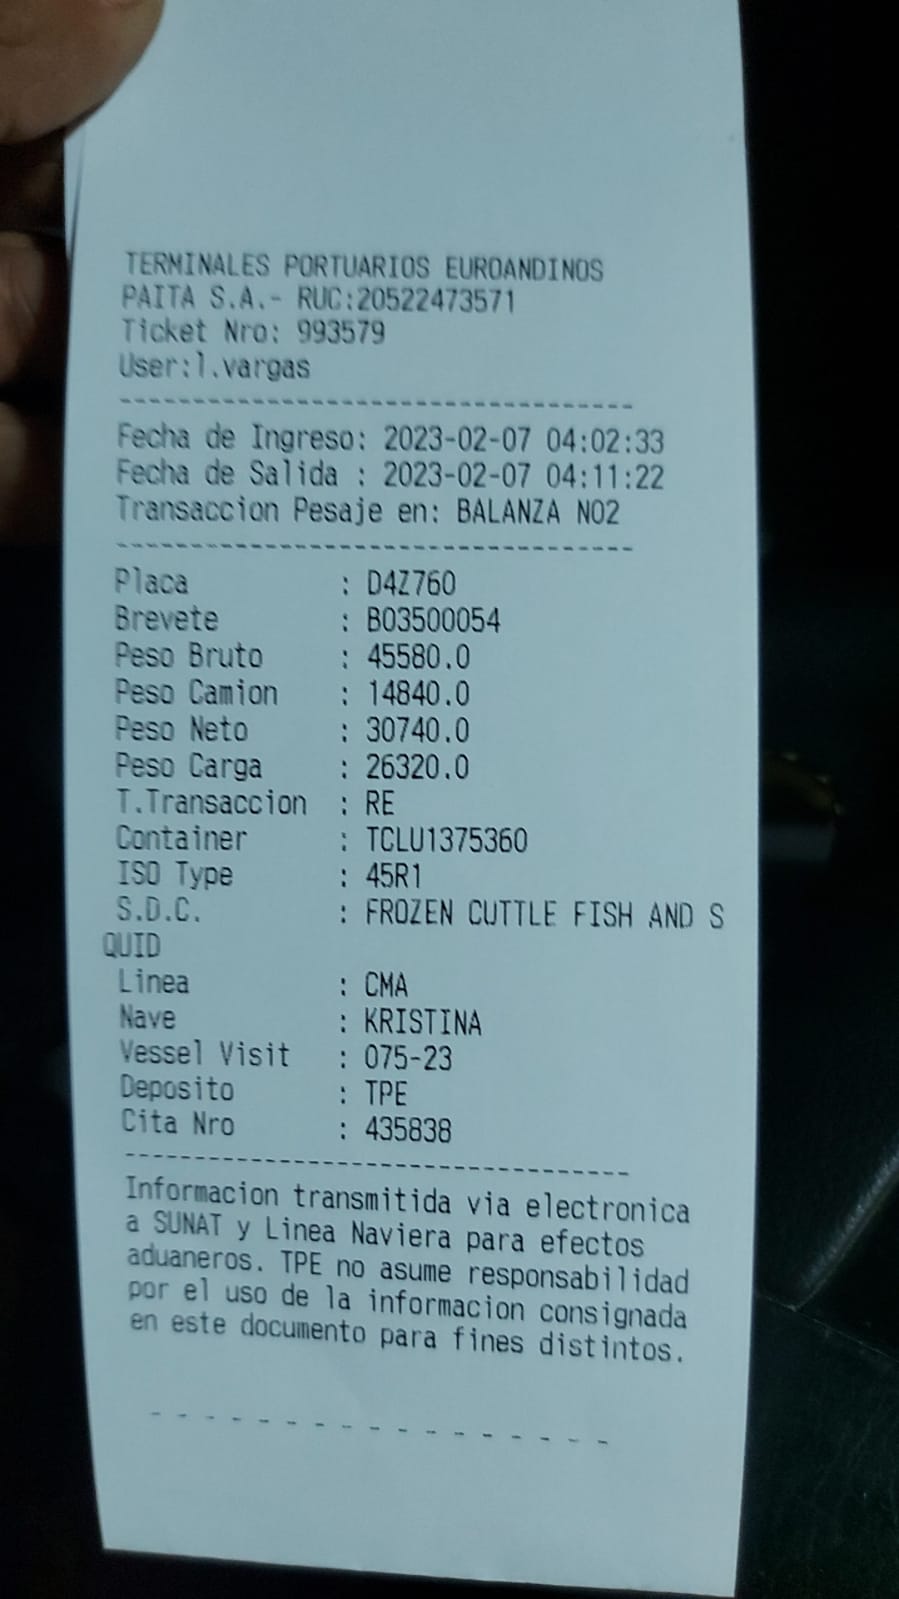 TERMINALES PORTUARIOS EUROANDINOS
PAITA S.A.- RUC:20522473571
Ticket Nro: 993579
User:l.vargas
-----------------------------------
Fecha de Ingreso: 2023-02-07 04:02:33
Fecha de Salida : 2023-02-07 04:11:22
Transaccion Pesaje en: BALANZA NO2
-----------------------------------
Placa : D4Z760
Brevete : B03500054
Peso Bruto : 45580.0
Peso Camion : 14840.0
Peso Neto : 30740.0
Peso Carga : 26320.0
T.Transaccion : RE
Container : TCLU1375360
ISO Type : 45R1
S.D.C. : FROZEN CUTTLE FISH AND S
QUID
Linea : CMA
Nave : KRISTINA
Vessel Visit : 075-23
Deposito : TPE
Cita Nro : 435838
-----------------------------------
Informacion transmitida via electronica
a SUNAT y Linea Naviera para efectos
aduaneros. TPE no asume responsabilidad
por el uso de la informacion consignada
en este documento para fines distintos.
- - - - - - - - - - - - - - - - -